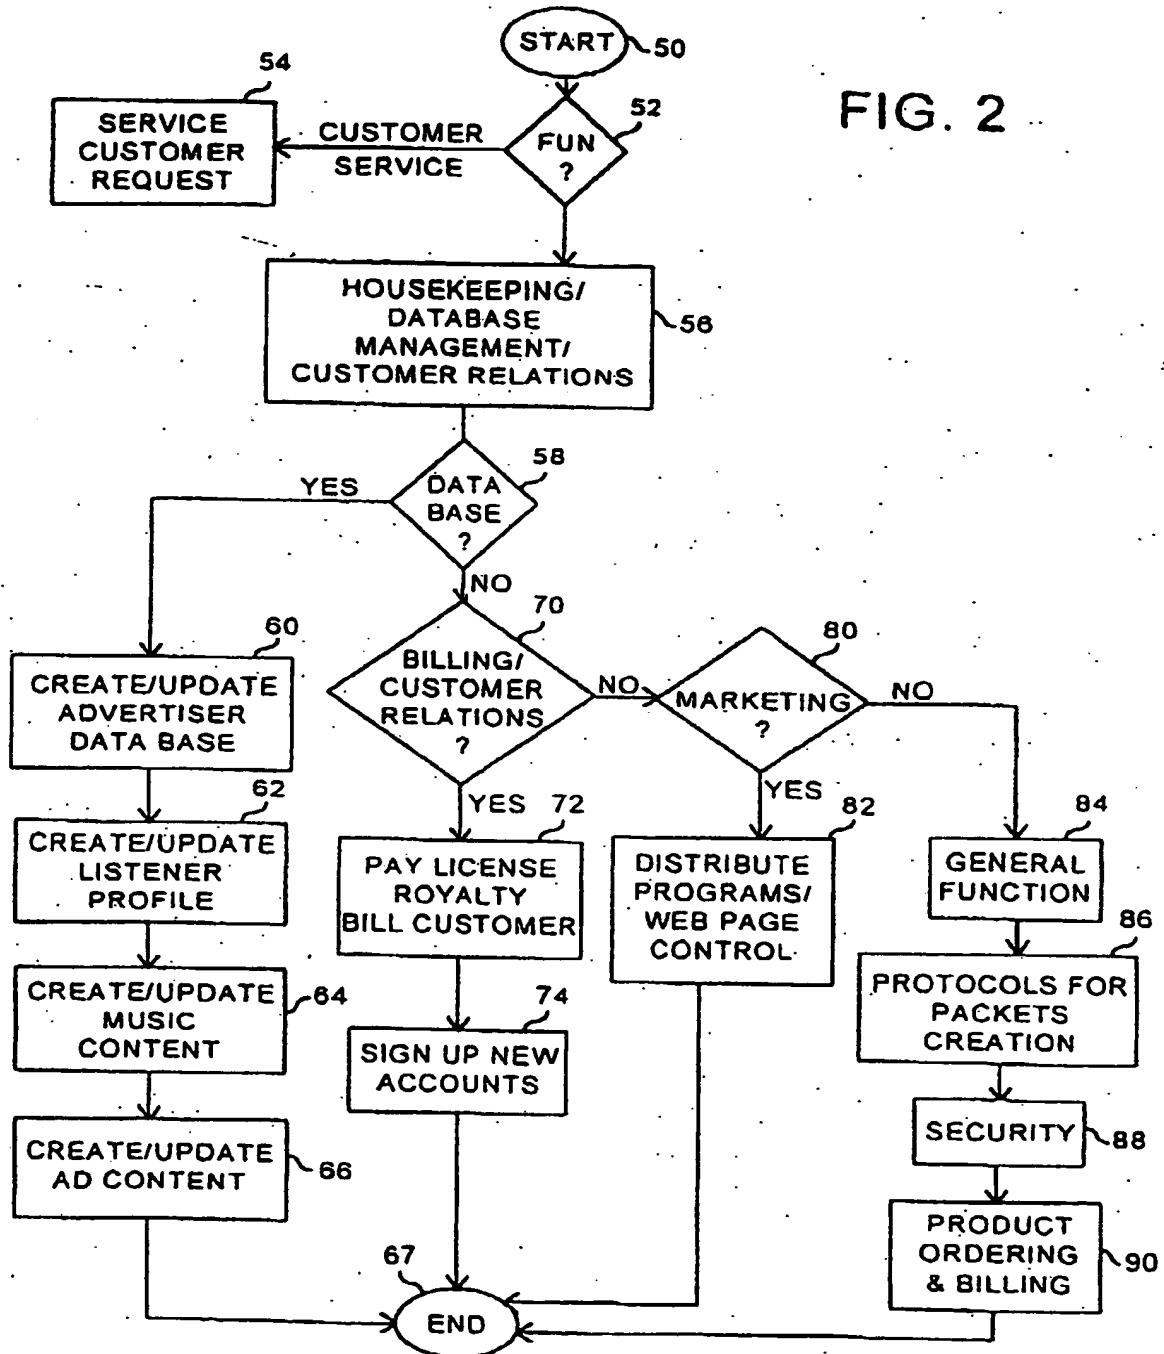 START
50
FIG. 2
54
52
SERVICE
CUSTOMER
REQUEST
CUSTOMER
SERVICE
FUN
?
HOUSEKEEPING/
DATABASE
MANAGEMENT/
CUSTOMER RELATIONS
56
58
YES
DATA
BASE
?
NO
60
70
80
CREATE/UPDATE
ADVERTISER
DATA BASE
BILLING/
CUSTOMER
RELATIONS
?
NO
MARKETING
?
NO
YES
YES
62
72
82
84
CREATE/UPDATE
LISTENER
PROFILE
PAY LICENSE
ROYALTY
BILL CUSTOMER
DISTRIBUTE
PROGRAMS/
WEB PAGE
CONTROL
GENERAL
FUNCTION
86
CREATE/UPDATE
MUSIC
CONTENT
64
74
PROTOCOLS FOR
PACKETS
CREATION
SIGN UP NEW
ACCOUNTS
SECURITY
88
CREATE/UPDATE
AD CONTENT
66
PRODUCT
ORDERING
& BILLING
90
67
END